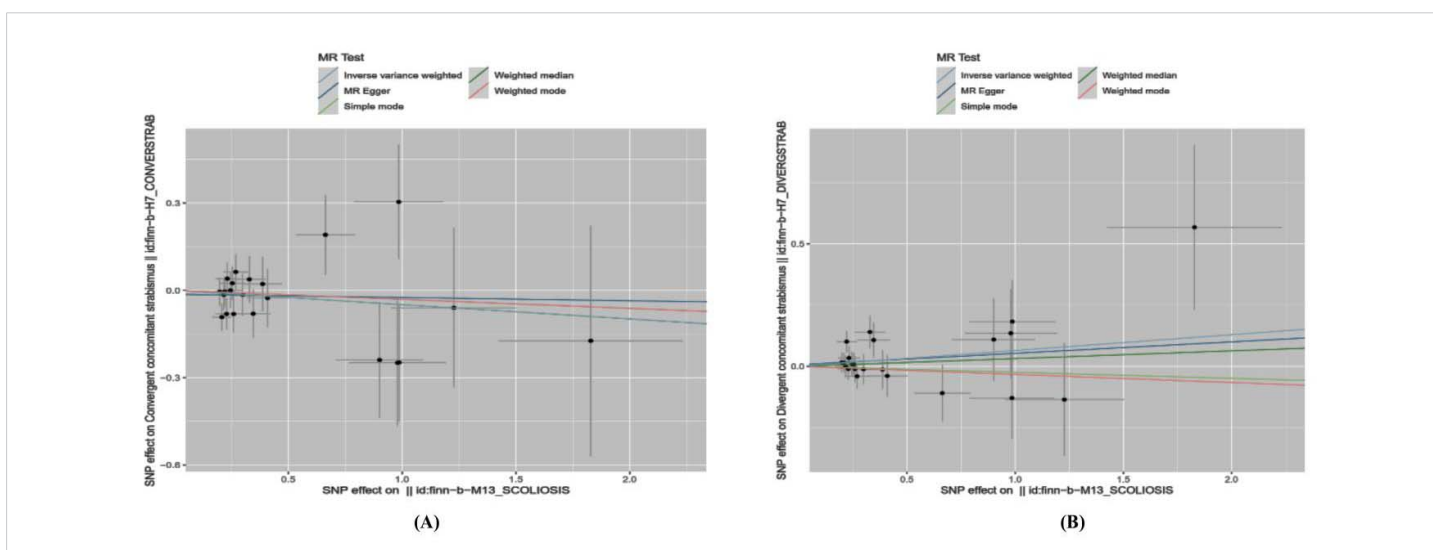 MR Test
Inverse variance weighted
Weighted median
MR Egger
Weighted mode
Simple mode
SNP effect on Convergent concomitant strabismus || id:finn-b-H7_CONVERSTRAB
0.3
0.0
-0.3
-0.6
0.5
1.0
1.5
2.0
SNP effect on || id:finn-b-M13_SCOLIOSIS
(A)
MR Test
Inverse variance weighted
Weighted median
MR Egger
Weighted mode
Simple mode
SNP effect on Divergent concomitant strabismus || id:finn-b-H7_DIVERGSTRAB
0.5
0.0
0.5
1.0
1.5
2.0
SNP effect on || id:finn-b-M13_SCOLIOSIS
(B)